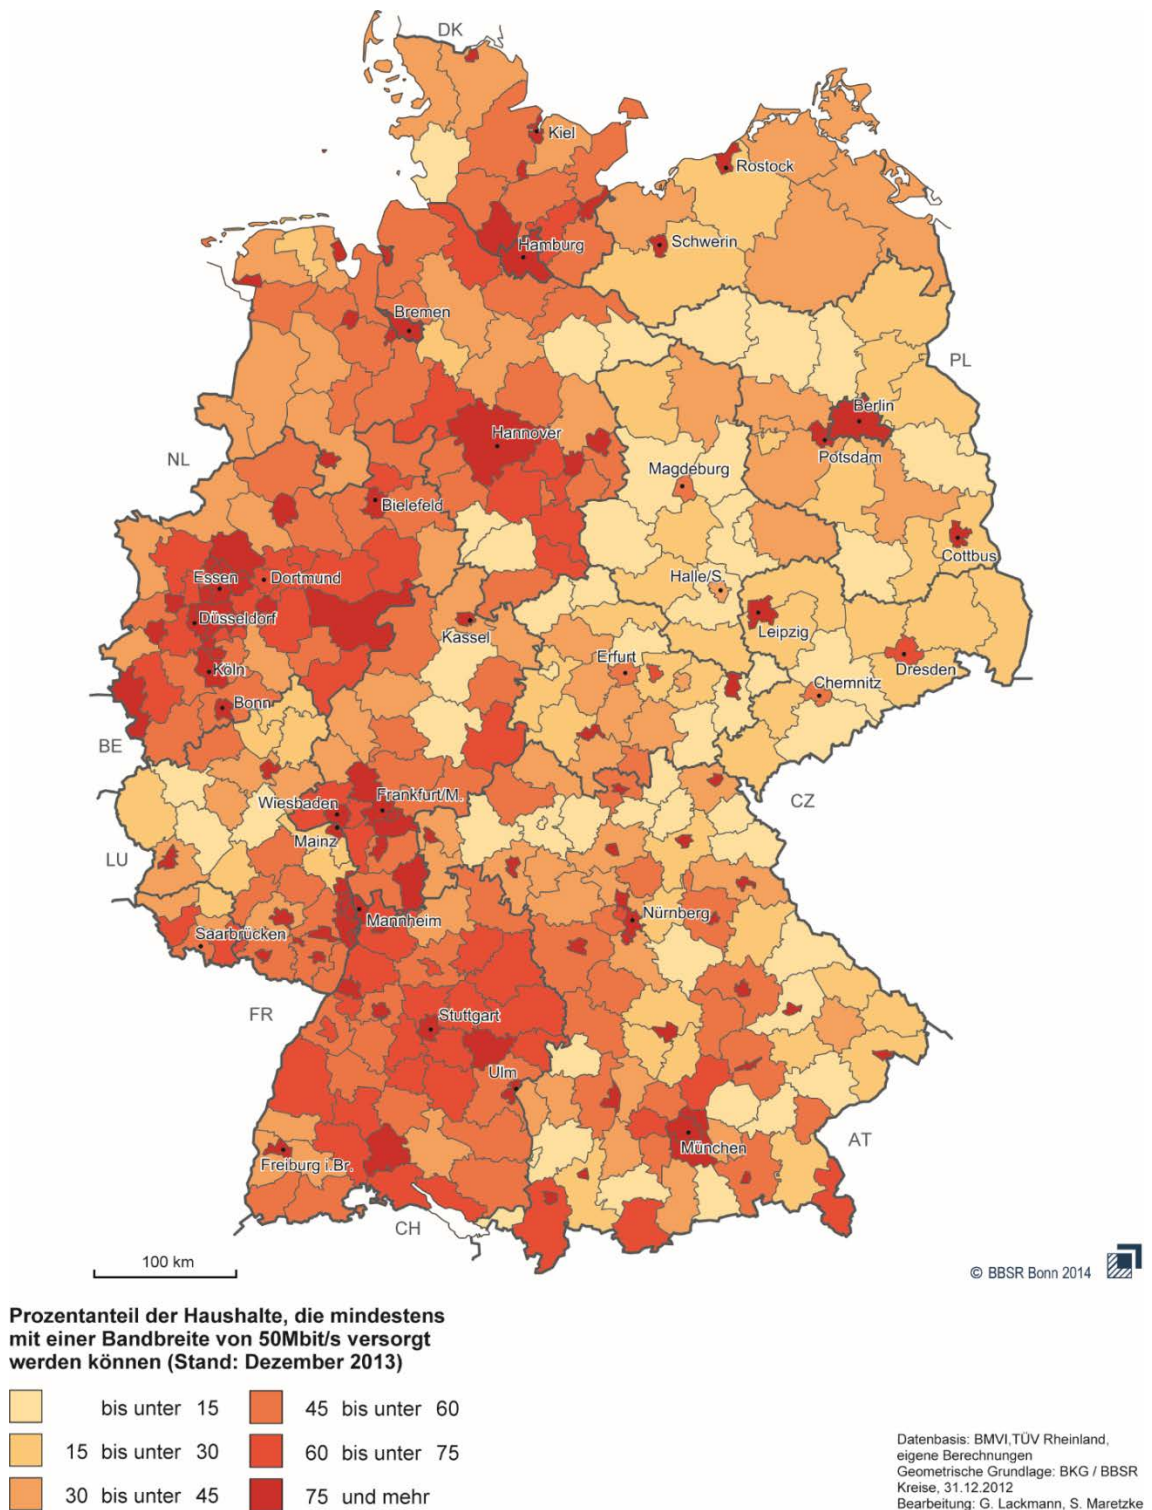 DK
Kiel
Rostock
Schwerin
Hamburg
Bremen
PL
Berlin
Hannover
Potsdam
NL
Magdeburg
Bielefeld
Cottbus
Essen
Dortmund
Halle/S.
Düsseldorf
Leipzig
Kassel
Köln
Erfurt
Dresden
Chemnitz
Bonn
BE
Wiesbaden
Frankfurt/M.
CZ
Mainz
LU
Mannheim
Nürnberg
Saarbrücken
FR
Stuttgart
Ulm
München
AT
Freiburg i.Br.
CH
100 km
© BBSR Bonn 2014
Prozentanteil der Haushalte, die mindestens
mit einer Bandbreite von 50Mbit/s versorgt
werden können (Stand: Dezember 2013)
bis unter 15
15 bis unter 30
30 bis unter 45
45 bis unter 60
60 bis unter 75
75 und mehr
Datenbasis: BMVI,TÜV Rheinland,
eigene Berechnungen
Geometrische Grundlage: BKG / BBSR
Kreise, 31.12.2012
Bearbeitung: G. Lackmann, S. Maretzke